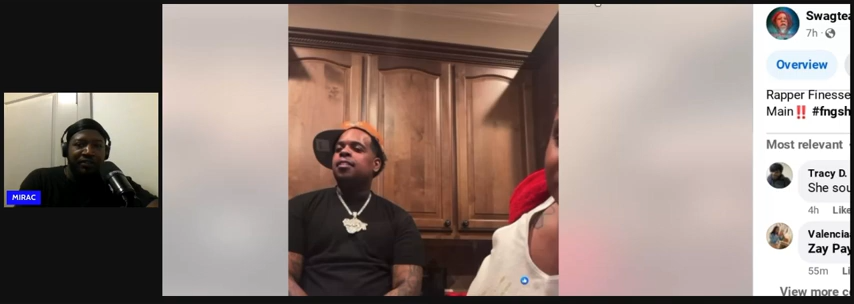 MIRAC
Swagtea
7h
Overview
Rapper Finesse
Main‼️ #fngsh
Most relevant
Tracy D.
She sou
4h Like
Valencia
Zay Pay
55m Li
View more co